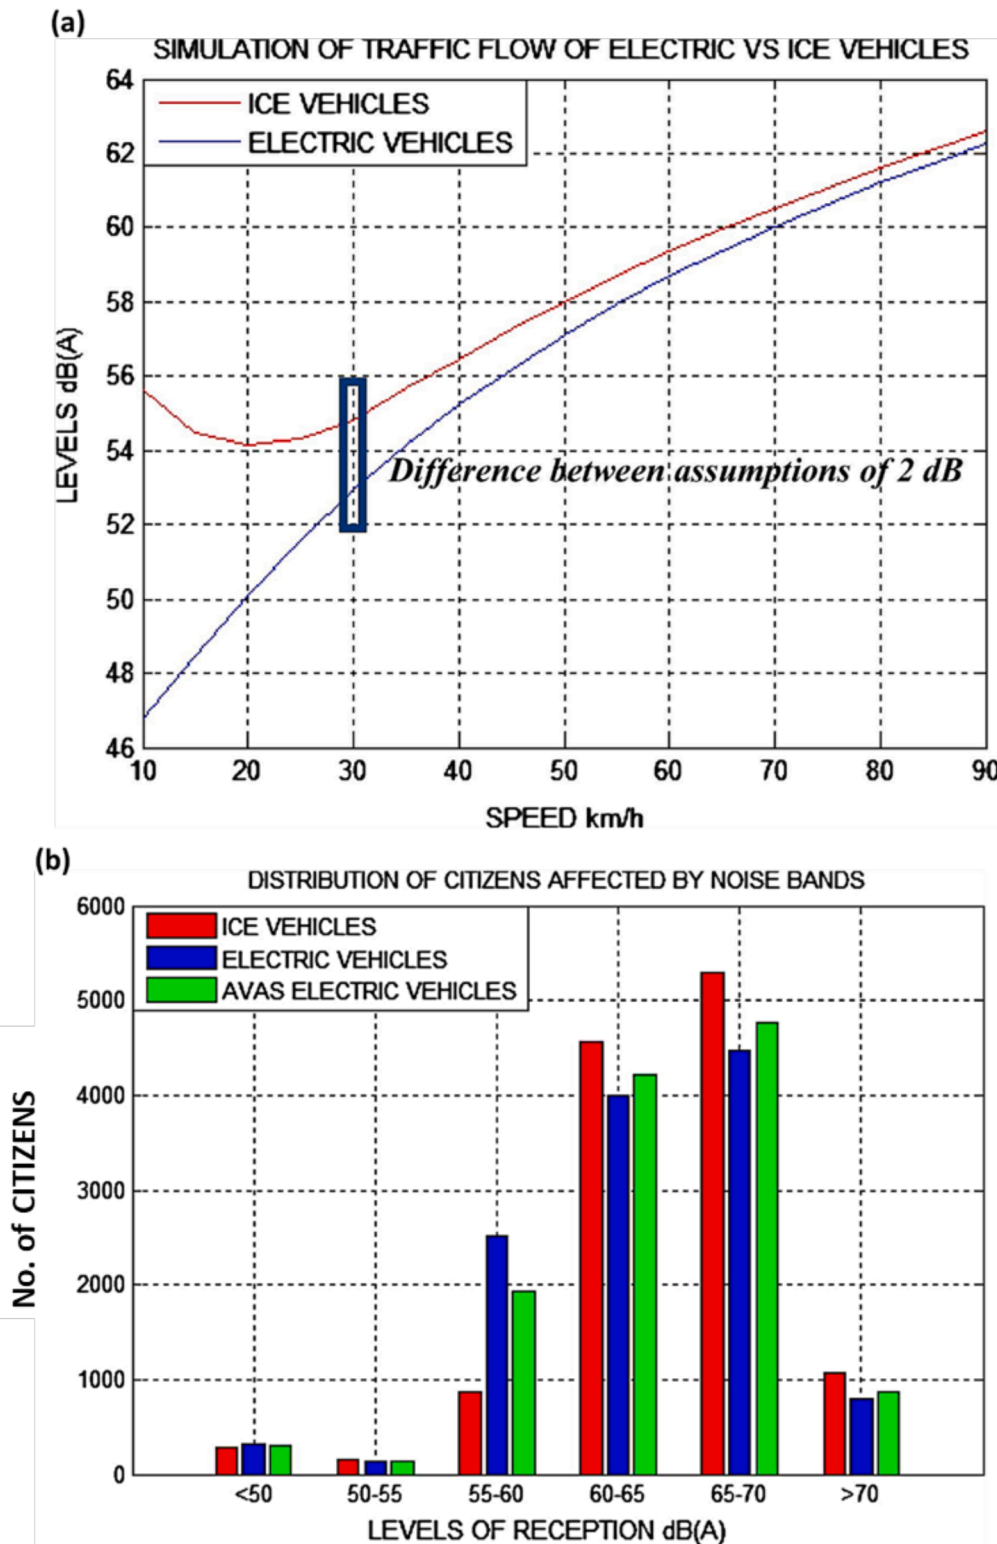 (a)
SIMULATION OF TRAFFIC FLOW OF ELECTRIC VS ICE VEHICLES
64
62
60
58
56
54
52
50
48
46
LEVELS dB(A)
ICE VEHICLES
ELECTRIC VEHICLES
Difference between assumptions of 2 dB
10 20 30 40 50 60 70 80 90
SPEED km/h
(b)
DISTRIBUTION OF CITIZENS AFFECTED BY NOISE BANDS
6000
5000
4000
3000
2000
1000
0
No. of CITIZENS
ICE VEHICLES
ELECTRIC VEHICLES
AVAS ELECTRIC VEHICLES
<50 50-55 55-60 60-65 65-70 >70
LEVELS OF RECEPTION dB(A)